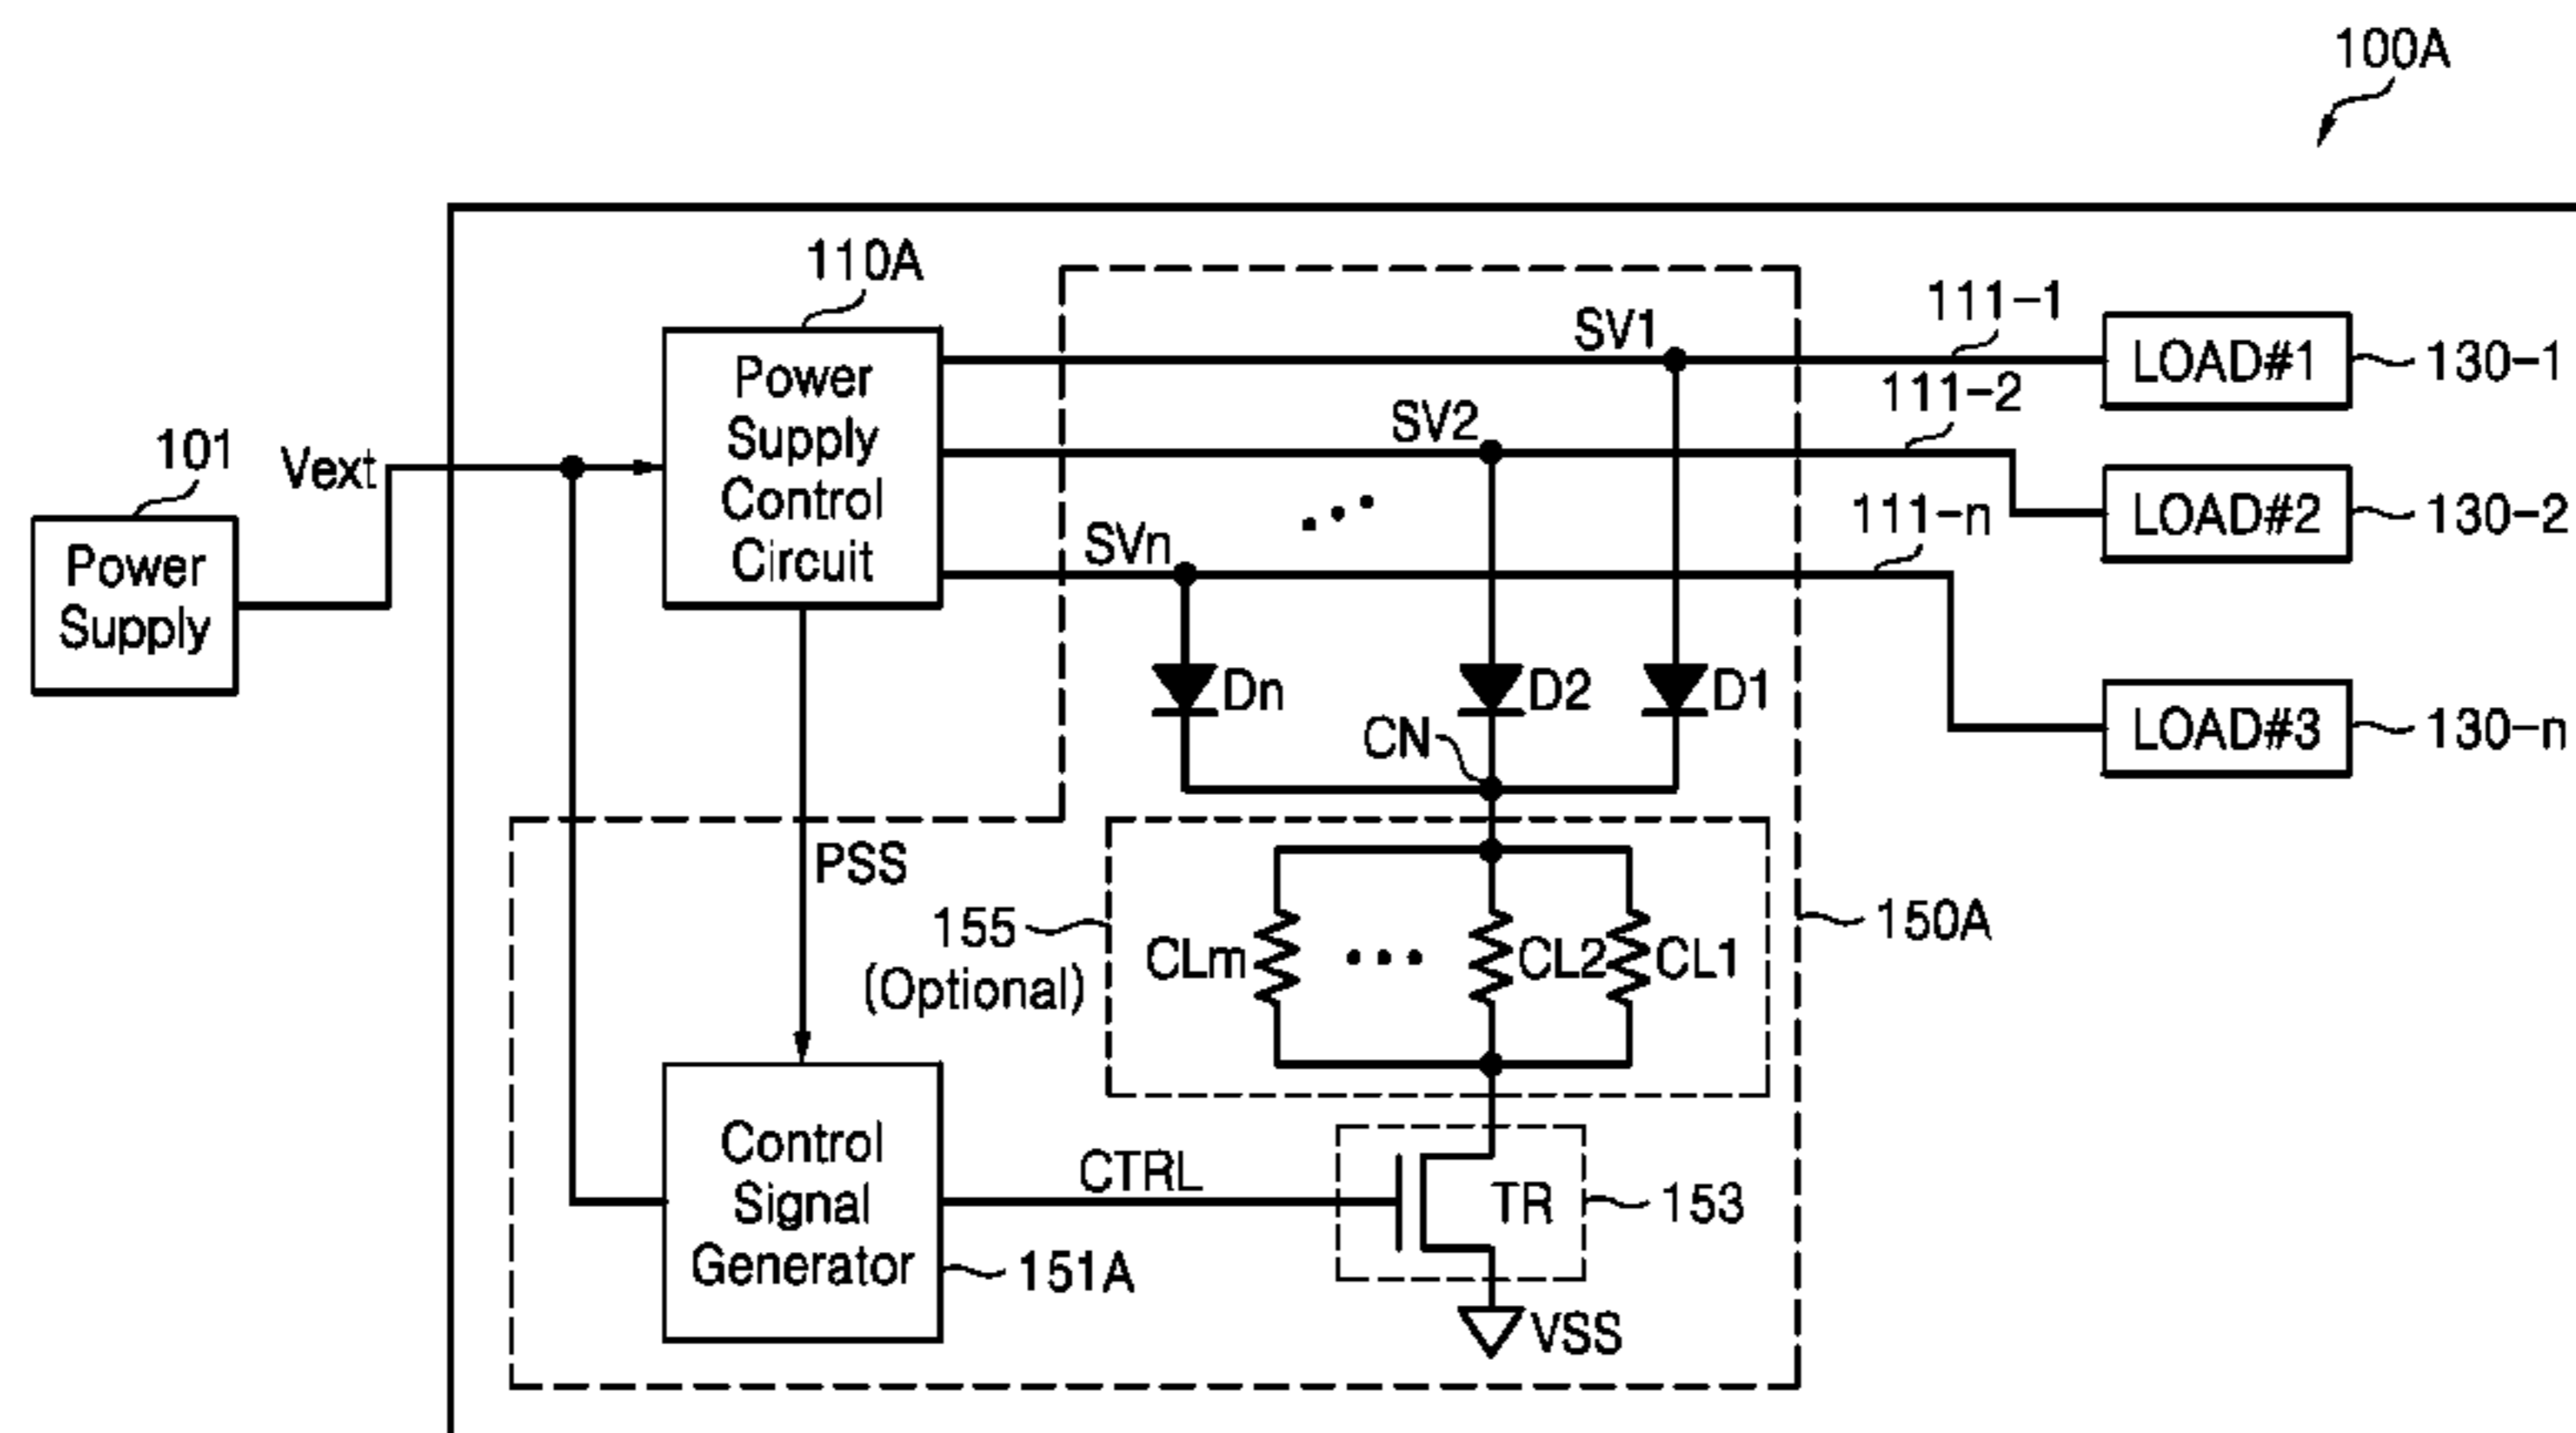 100A
110A
101
Vext
Power
Supply
Power
Supply
Control
Circuit
SV1
SV2
SVn
111-1
111-2
111-n
LOAD#1
130-1
LOAD#2
130-2
LOAD#3
130-n
Dn
D2
D1
CN
PSS
155
(Optional)
CLm
CL2
CL1
150A
Control
Signal
Generator
151A
CTRL
TR
153
VSS